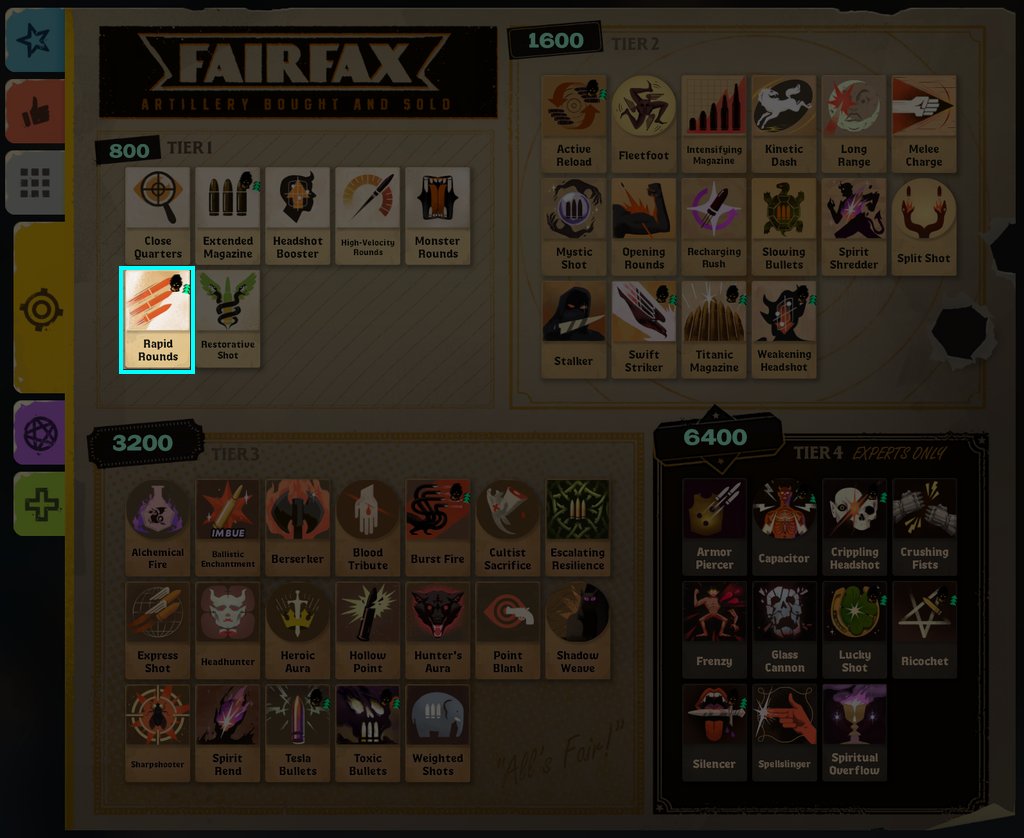 FAIRFAX
ARTILLERY BOUGHT AND SOLD
800 TIER 1
Close Quarters
Extended Magazine
Headshot Booster
High-Velocity Rounds
Monster Rounds
Rapid Rounds
Restorative Shot
1600 TIER 2
Active Reload
Fleetfoot
Intensifying Magazine
Kinetic Dash
Long Range
Melee Charge
Mystic Shot
Opening Rounds
Recharging Rush
Slowing Bullets
Spirit Shredder
Split Shot
Stalker
Swift Striker
Titanic Magazine
Weakening Headshot
3200 TIER 3
Alchemical Fire
IMBUE
Ballistic Enchantment
Berserker
Blood Tribute
Burst Fire
Cultist Sacrifice
Escalating Resilience
Express Shot
Headhunter
Heroic Aura
Hollow Point
Hunter's Aura
Point Blank
Shadow Weave
Sharpshooter
Spirit Rend
Tesla Bullets
Toxic Bullets
Weighted Shots
"All's Fair!"
6400 TIER 4 EXPERTS ONLY
Armor Piercer
Capacitor
Crippling Headshot
Crushing Fists
Frenzy
Glass Cannon
Lucky Shot
Ricochet
Silencer
Spellslinger
Spiritual Overflow